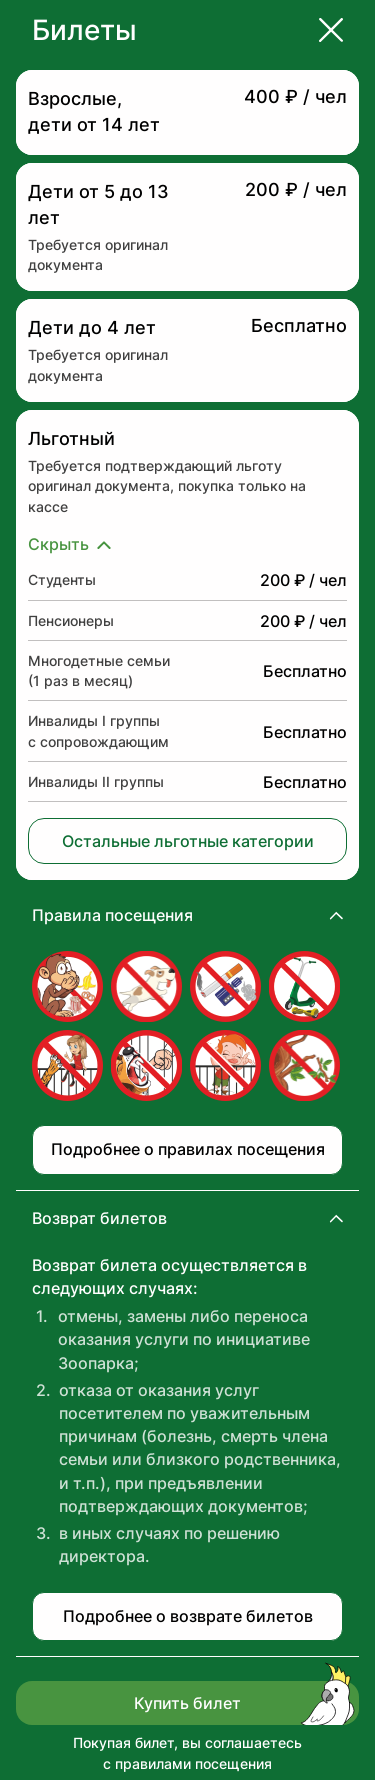 Билеты
Взрослые,
дети от 14 лет
400 ₽ / чел
Дети от 5 до 13
лет
200 ₽ / чел
Требуется оригинал
документа
Дети до 4 лет
Бесплатно
Требуется оригинал
документа
Льготный
Требуется подтверждающий льготу
оригинал документа, покупка только на
кассе
Скрыть
Студенты
200 ₽ / чел
Пенсионеры
200 ₽ / чел
Многодетные семьи
(1 раз в месяц)
Бесплатно
Инвалиды I группы
с сопровождающим
Бесплатно
Инвалиды II группы
Бесплатно
Остальные льготные категории
Правила посещения
Подробнее о правилах посещения
Возврат билетов
Возврат билета осуществляется в
следующих случаях:
1. отмены, замены либо переноса
оказания услуги по инициативе
Зоопарка;
2. отказа от оказания услуг
посетителем по уважительным
причинам (болезнь, смерть члена
семьи или близкого родственника,
и т.п.), при предъявлении
подтверждающих документов;
3. в иных случаях по решению
директора.
Подробнее о возврате билетов
Купить билет
Покупая билет, вы соглашаетесь
с правилами посещения